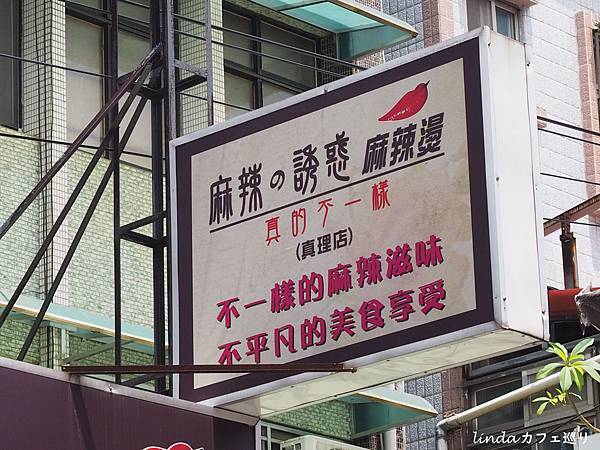 麻辣の誘惑 麻辣燙
真的不一樣
(真理店)
不一樣的麻辣滋味
不平凡的美食享受
lindaカフェ巡り